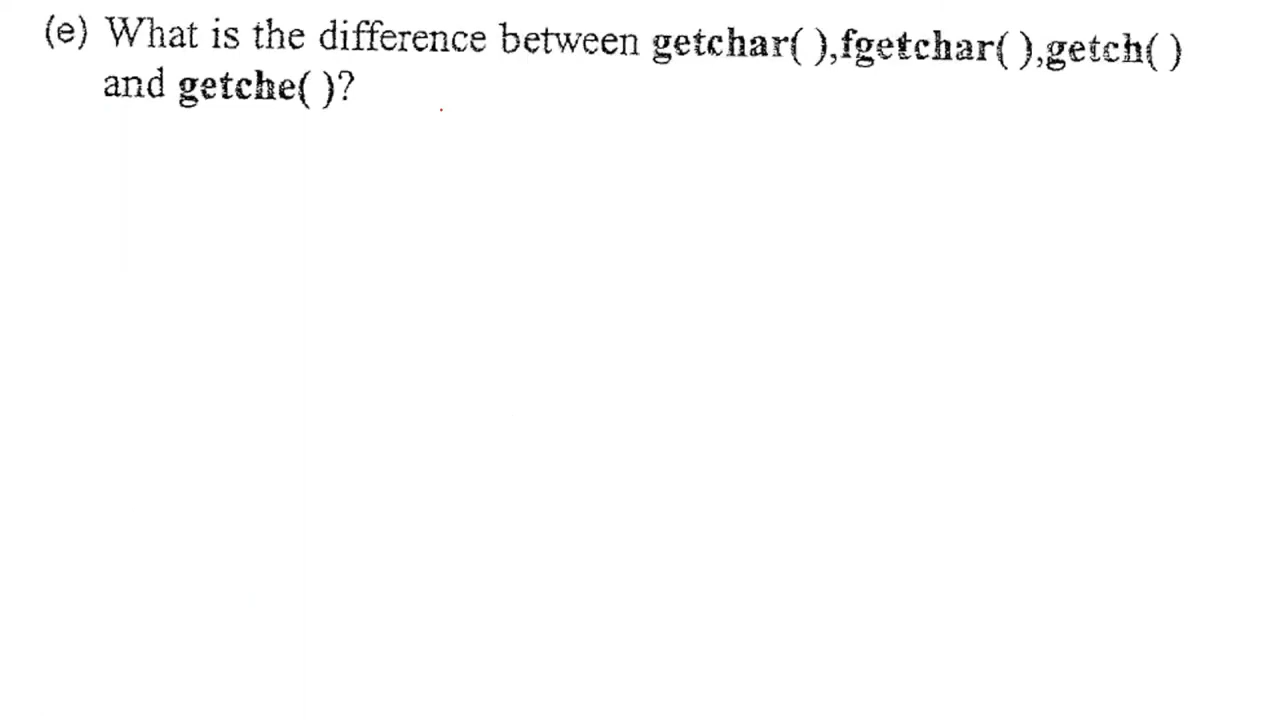 (e) What is the difference between getchar( ),fgetchar( ),getch( )
and getche( )?